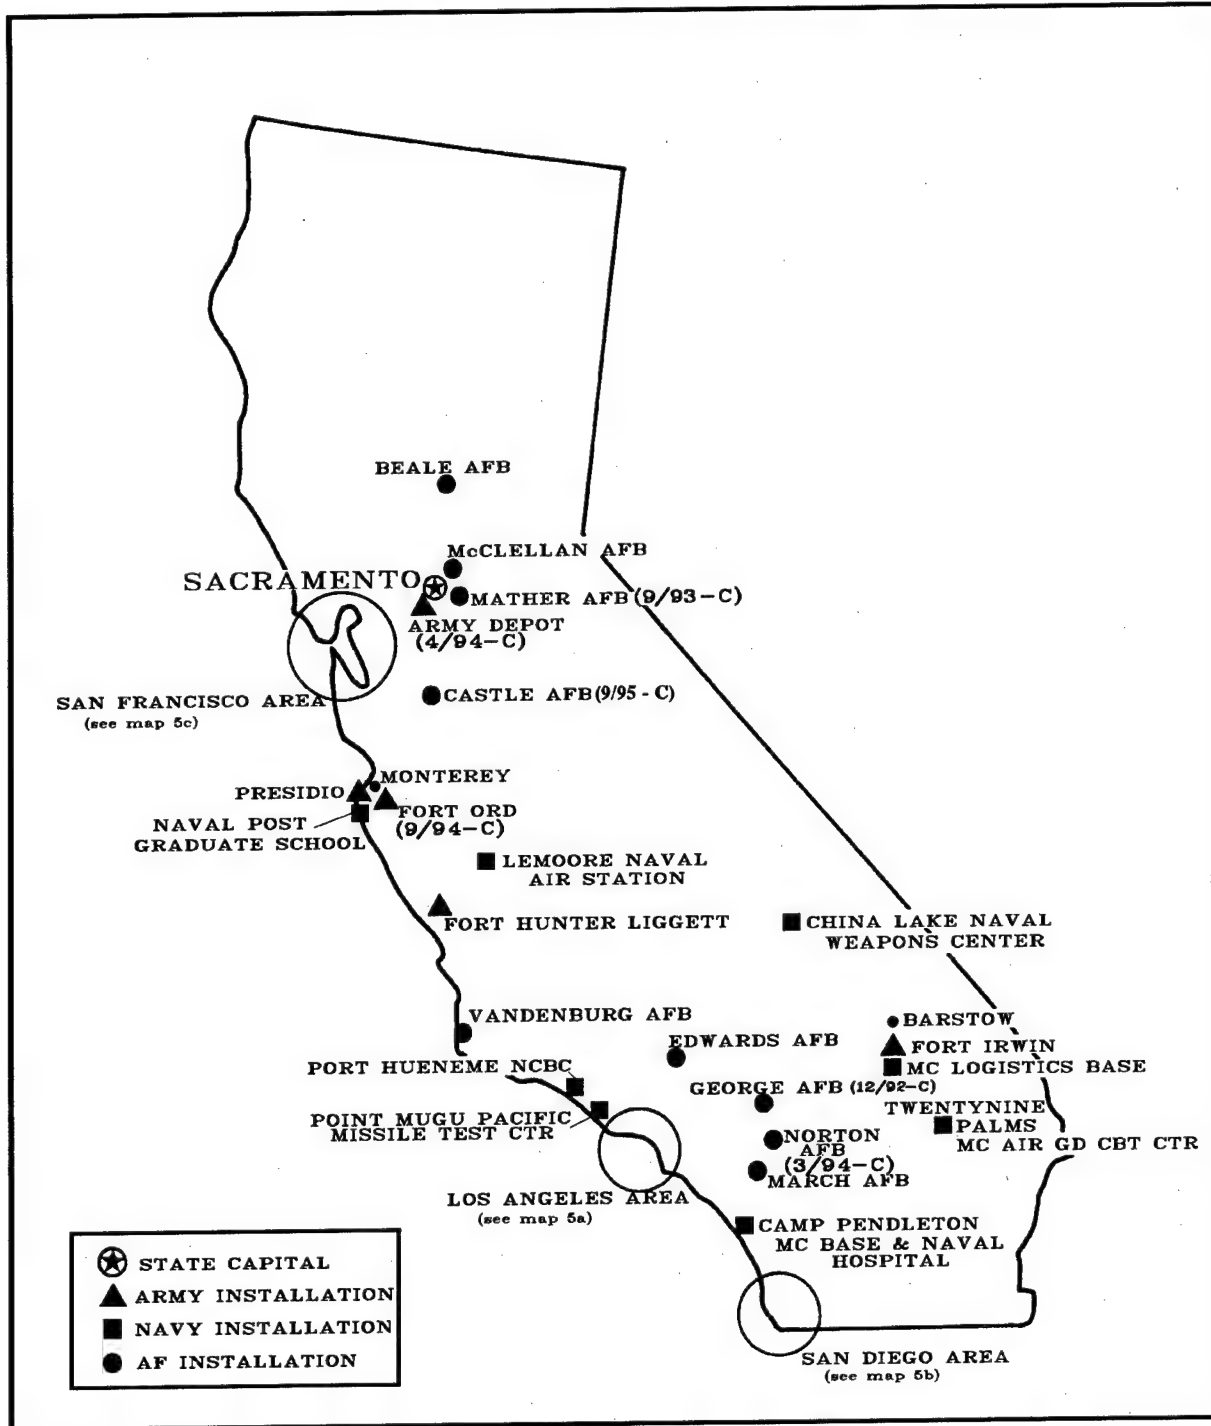 BEALE AFB
McCLELLAN AFB
SACRAMENTO
MATHER AFB (9/93-C)
ARMY DEPOT
(4/94-C)
CASTLE AFB (9/95 - C)
SAN FRANCISCO AREA
(see map 5c)
MONTEREY
PRESIDIO
FORT ORD
(9/94-C)
NAVAL POST
GRADUATE SCHOOL
LEMOORE NAVAL
AIR STATION
FORT HUNTER LIGGETT
CHINA LAKE NAVAL
WEAPONS CENTER
VANDENBURG AFB
BARSTOW
EDWARDS AFB
FORT IRWIN
PORT HUENEME NCBC
MC LOGISTICS BASE
GEORGE AFB (12/92-C)
POINT MUGU PACIFIC
MISSILE TEST CTR
TWENTYNINE
PALMS
MC AIR GD CBT CTR
NORTON
AFB
(3/94-C)
MARCH AFB
LOS ANGELES AREA
(see map 5a)
CAMP PENDLETON
MC BASE & NAVAL
HOSPITAL
STATE CAPITAL
ARMY INSTALLATION
NAVY INSTALLATION
AF INSTALLATION
SAN DIEGO AREA
(see map 5b)